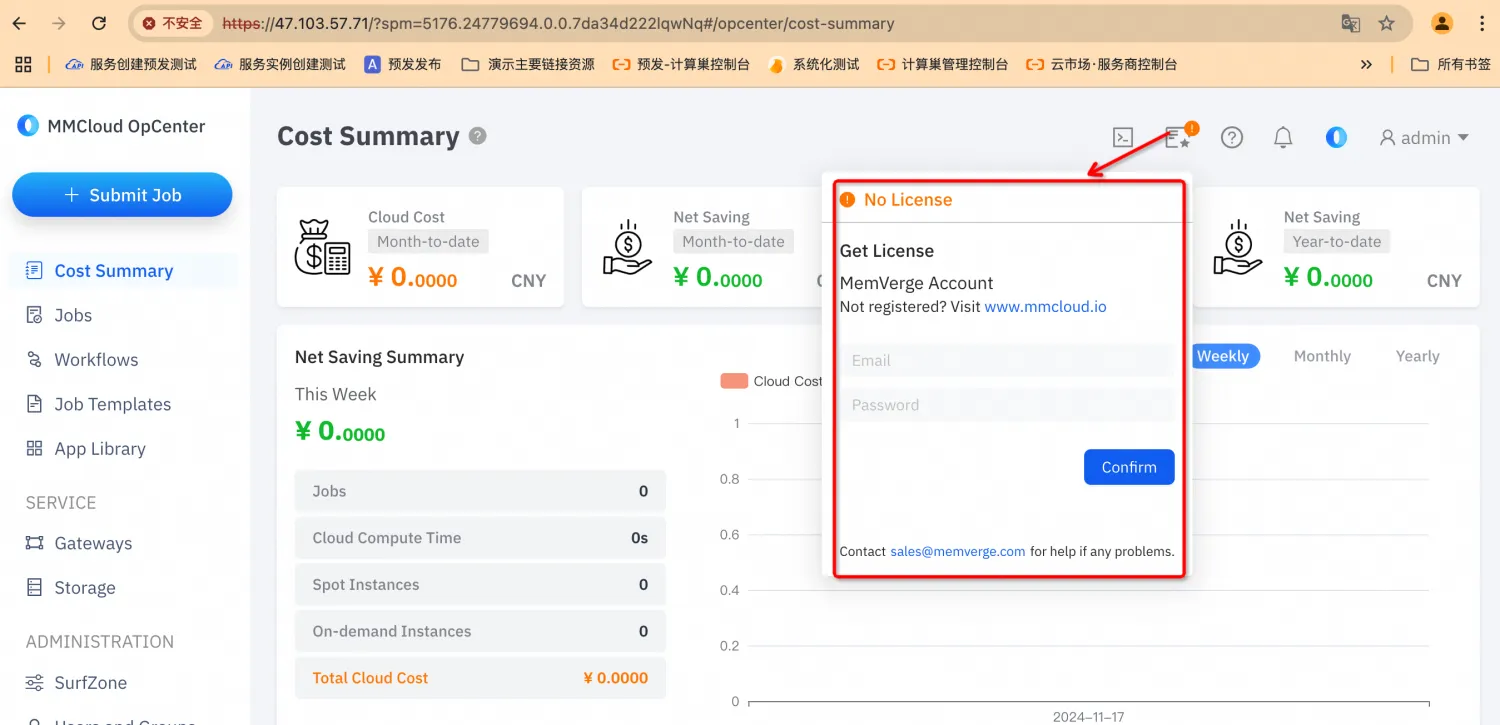 不安全 https://47.103.57.71/?spm=5176.24779694.0.0.7da34d222lqwNq#/opcenter/cost-summary
服务创建预发测试 服务实例创建测试 A 预发发布 演示主要链接资源 预发-计算巢控制台 系统化测试 计算巢管理控制台 云市场·服务商控制台 » 所有书签
MMCloud OpCenter
+ Submit Job
Cost Summary
Jobs
Workflows
Job Templates
App Library
SERVICE
Gateways
Storage
ADMINISTRATION
SurfZone
Users and Groups
Cost Summary ?
admin
Cloud Cost
Month-to-date
¥ 0.0000 CNY
Net Saving
Month-to-date
¥ 0.0000
Net Saving
Year-to-date
¥ 0.0000 CNY
Net Saving Summary
This Week
¥ 0.0000
Jobs 0
Cloud Compute Time 0s
Spot Instances 0
On-demand Instances 0
Total Cloud Cost ¥ 0.0000
Cloud Cost
Weekly Monthly Yearly
1
0.8
0.6
0.4
0.2
0
2024-11-17
! No License
Get License
MemVerge Account
Not registered? Visit www.mmcloud.io
Email
Password
Confirm
Contact sales@memverge.com for help if any problems.